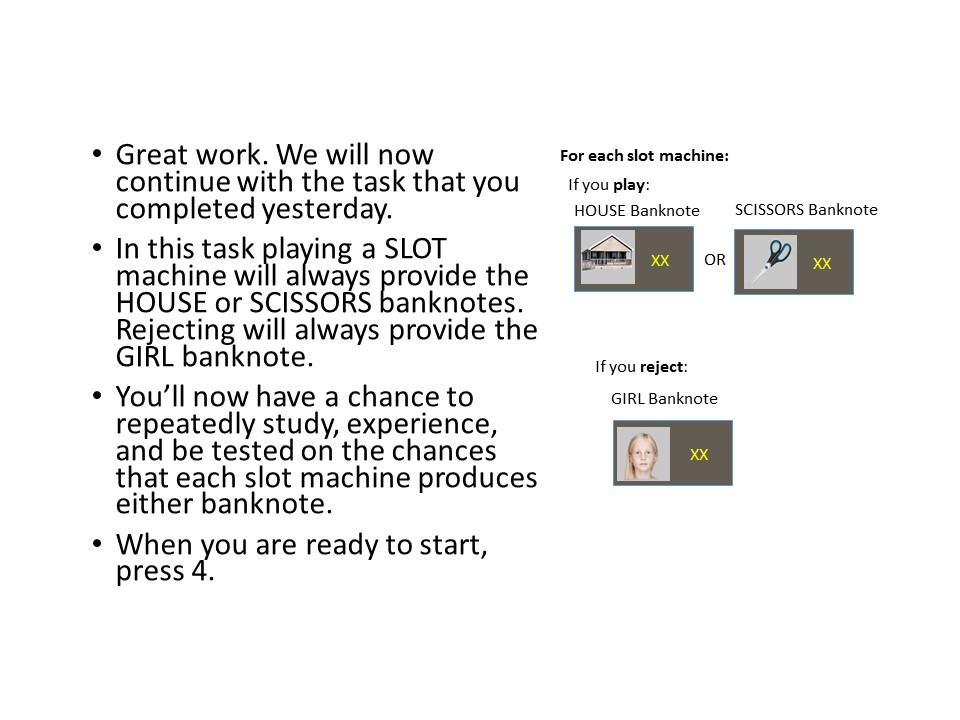 • Great work. We will now
continue with the task that you
completed yesterday.
• In this task playing a SLOT
machine will always provide the
HOUSE or SCISSORS banknotes.
Rejecting will always provide the
GIRL banknote.
• You’ll now have a chance to
repeatedly study, experience,
and be tested on the chances
that each slot machine produces
either banknote.
• When you are ready to start,
press 4.
For each slot machine:
If you play:
HOUSE Banknote
SCISSORS Banknote
XX
OR
XX
If you reject:
GIRL Banknote
XX